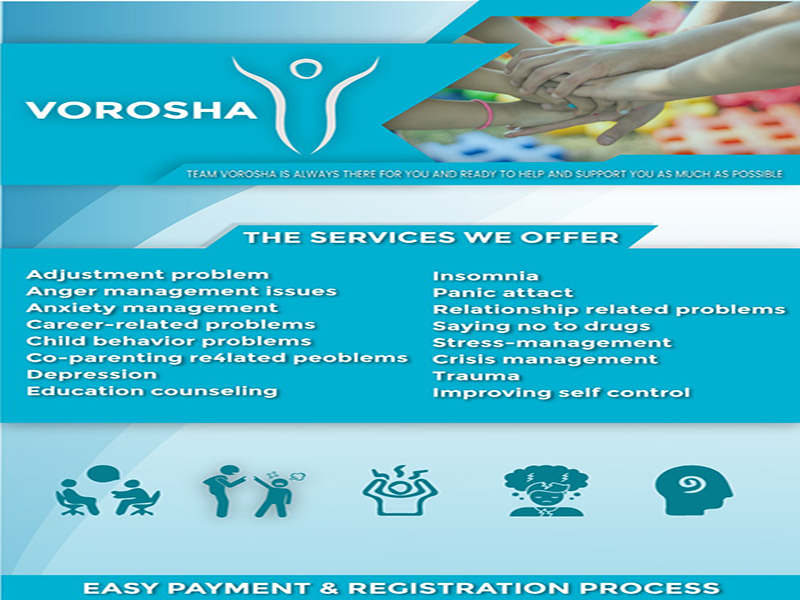 VOROSHA
TEAM VOROSHA IS ALWAYS THERE FOR YOU AND READY TO HELP AND SUPPORT YOU AS MUCH AS POSSIBLE
THE SERVICES WE OFFER
Adjustment problem
Anger management issues
Anxiety management
Career-related problems
Child behavior problems
Co-parenting re4lated peoblems
Depression
Education counseling
Insomnia
Panic attact
Relationship related problems
Saying no to drugs
Stress-management
Crisis management
Trauma
Improving self control
EASY PAYMENT & REGISTRATION PROCESS